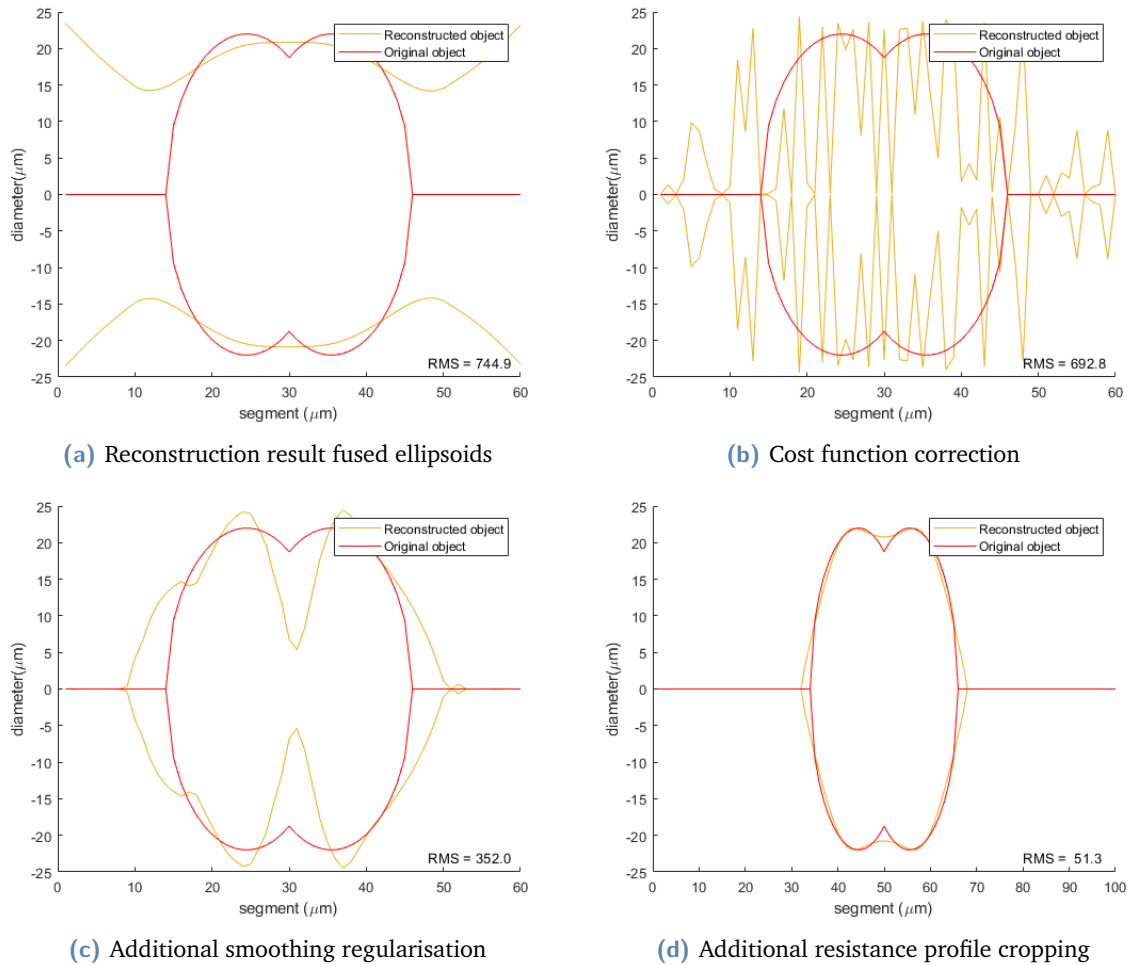 25
20
15
10
5
0
-5
-10
-15
-20
-25
diameter(μm)
0 10 20 30 40 50 60
segment (μm)
Reconstructed object
Original object
RMS = 744.9
(a) Reconstruction result fused ellipsoids
25
20
15
10
5
0
-5
-10
-15
-20
-25
diameter(μm)
0 10 20 30 40 50 60
segment (μm)
Reconstructed object
Original object
RMS = 692.8
(b) Cost function correction
25
20
15
10
5
0
-5
-10
-15
-20
-25
diameter(μm)
0 10 20 30 40 50 60
segment (μm)
Reconstructed object
Original object
RMS = 352.0
(c) Additional smoothing regularisation
25
20
15
10
5
0
-5
-10
-15
-20
-25
diameter(μm)
0 10 20 30 40 50 60 70 80 90 100
segment (μm)
Reconstructed object
Original object
RMS = 51.3
(d) Additional resistance profile cropping